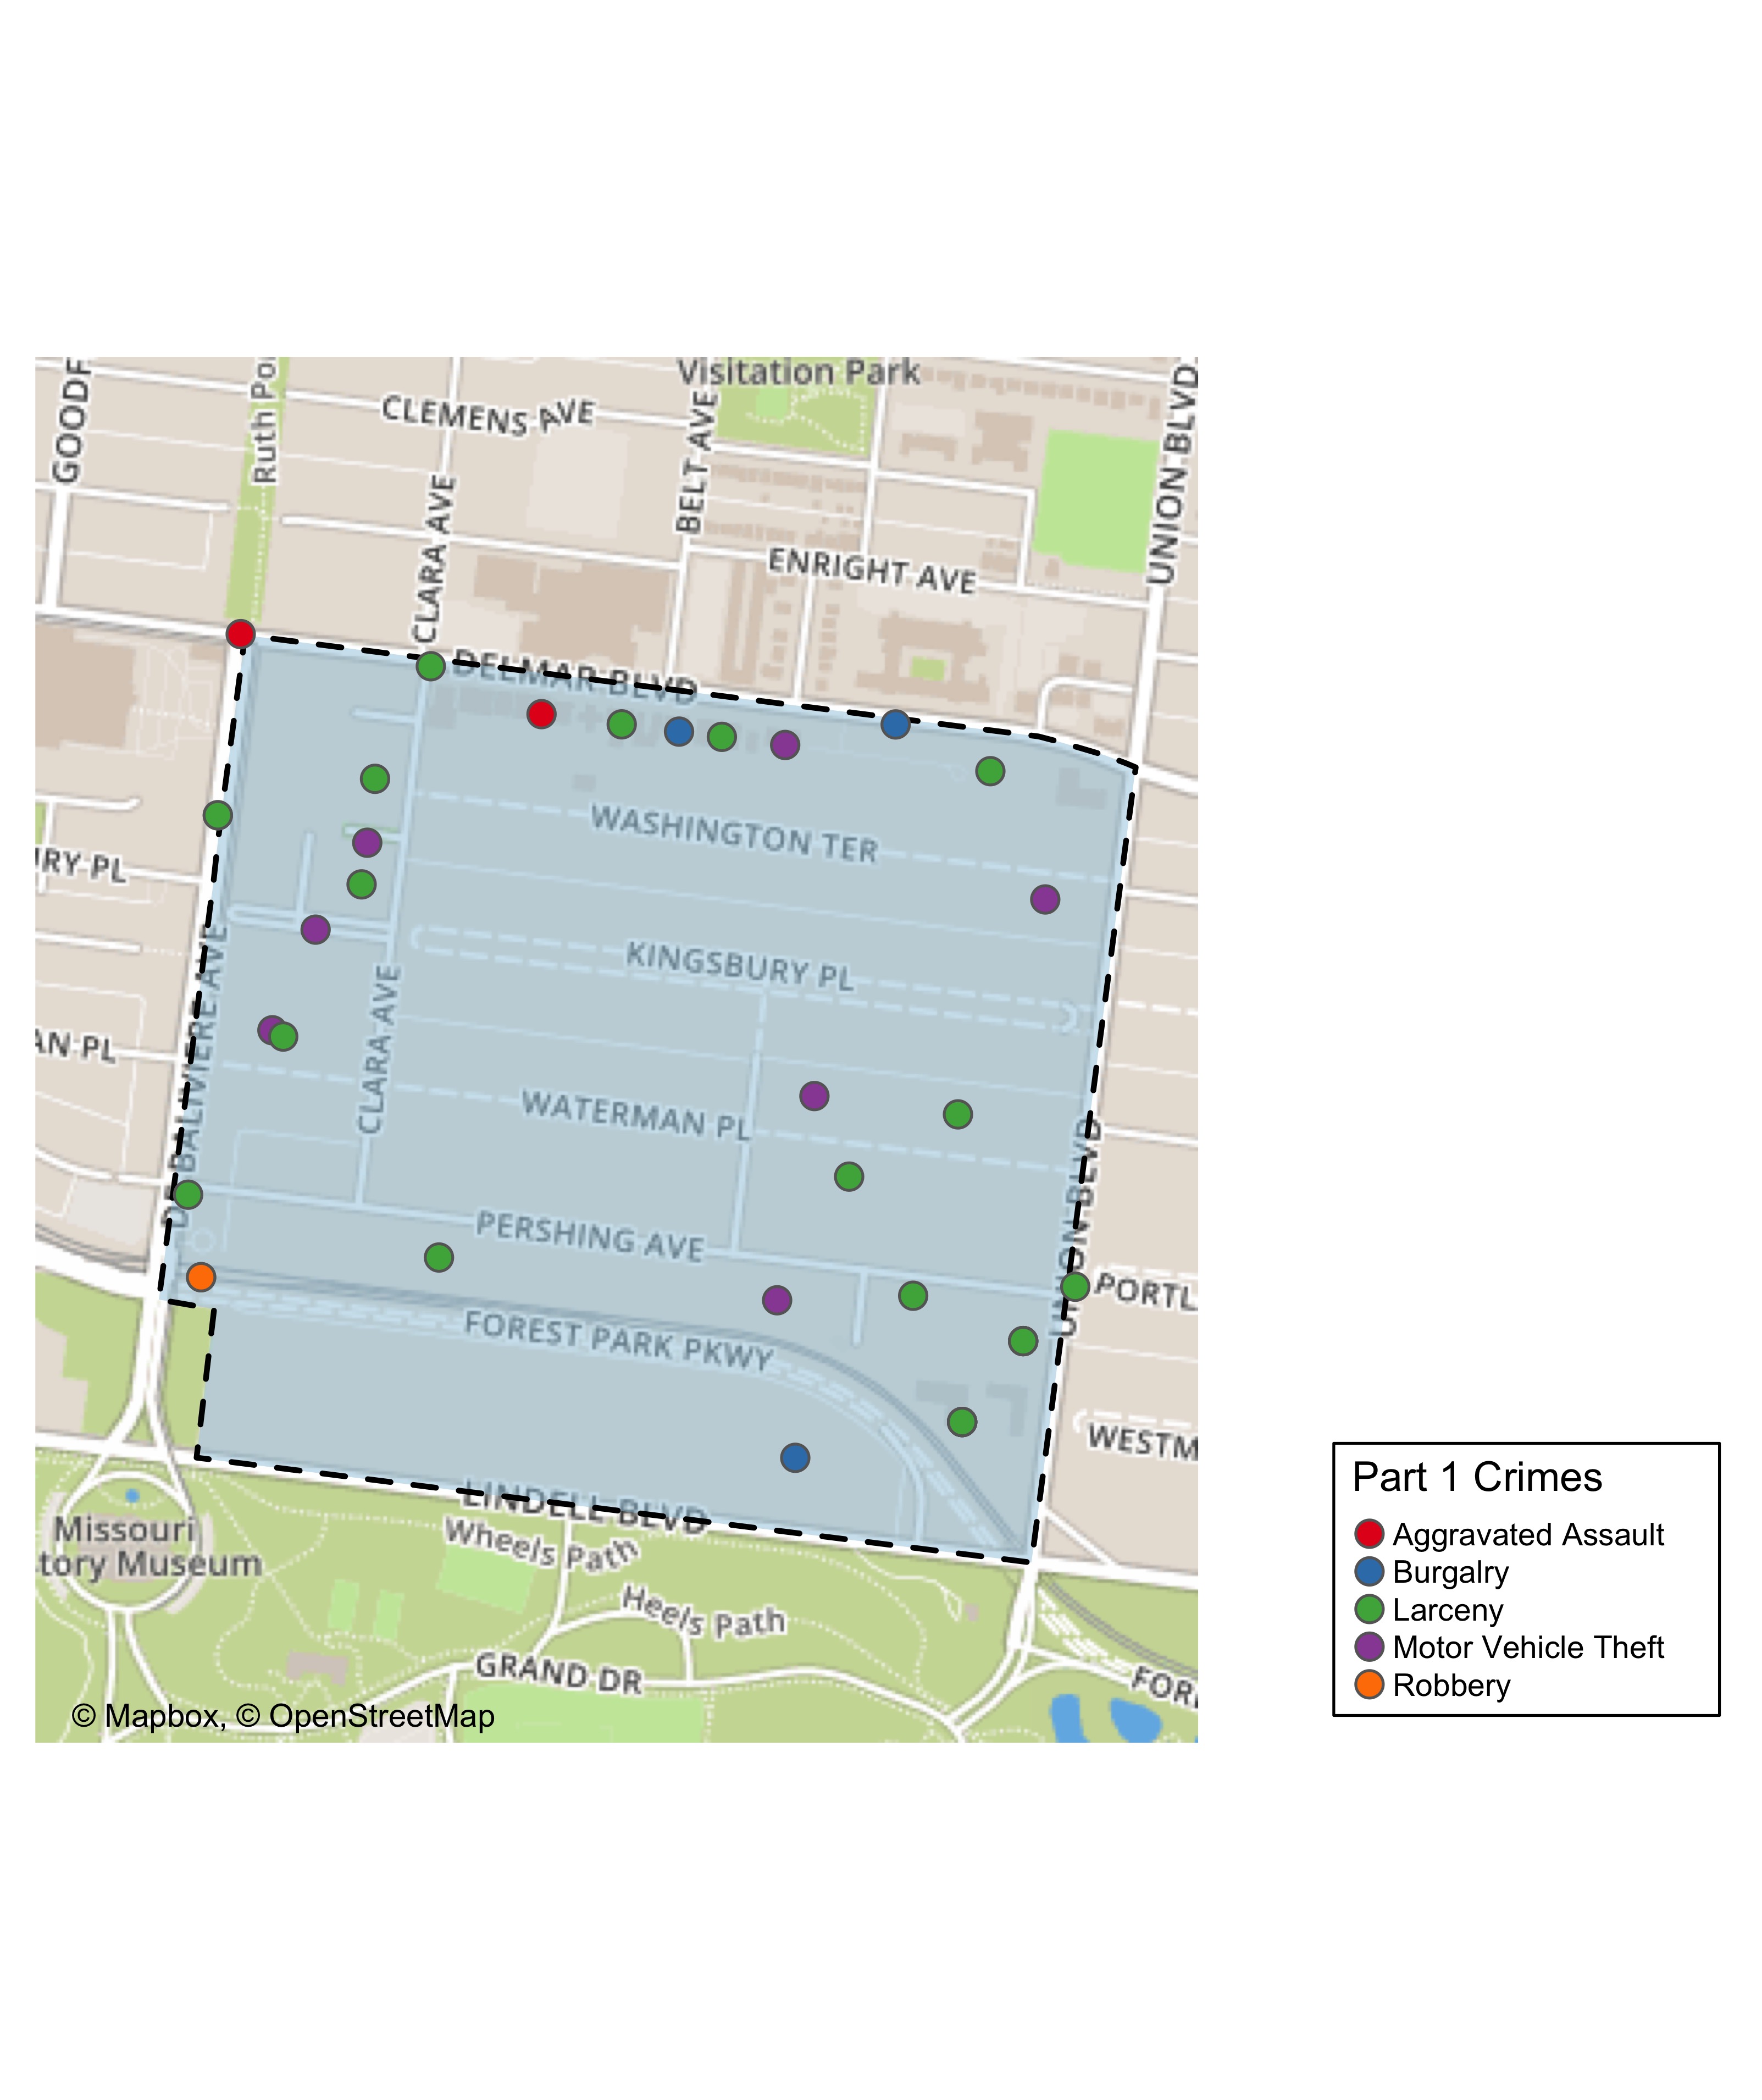 Visitation Park
GOODF
Ruth Po
CLEMENS AVE
BELT AVE
UNION BLVD
CLARA AVE
ENRIGHT AVE
DELMAR BLVD
WASHINGTON TER
RY PL
KINGSBURY PL
DE BALIVIERE AVE
CLARA AVE
AN PL
WATERMAN PL
UNION BLVD
PERSHING AVE
PORTL
FOREST PARK PKWY
WESTM
LINDELL BLVD
Wheels Path
Missouri
tory Museum
Heels Path
GRAND DR
FOR
© Mapbox, © OpenStreetMap
Part 1 Crimes
Aggravated Assault
Burgalry
Larceny
Motor Vehicle Theft
Robbery